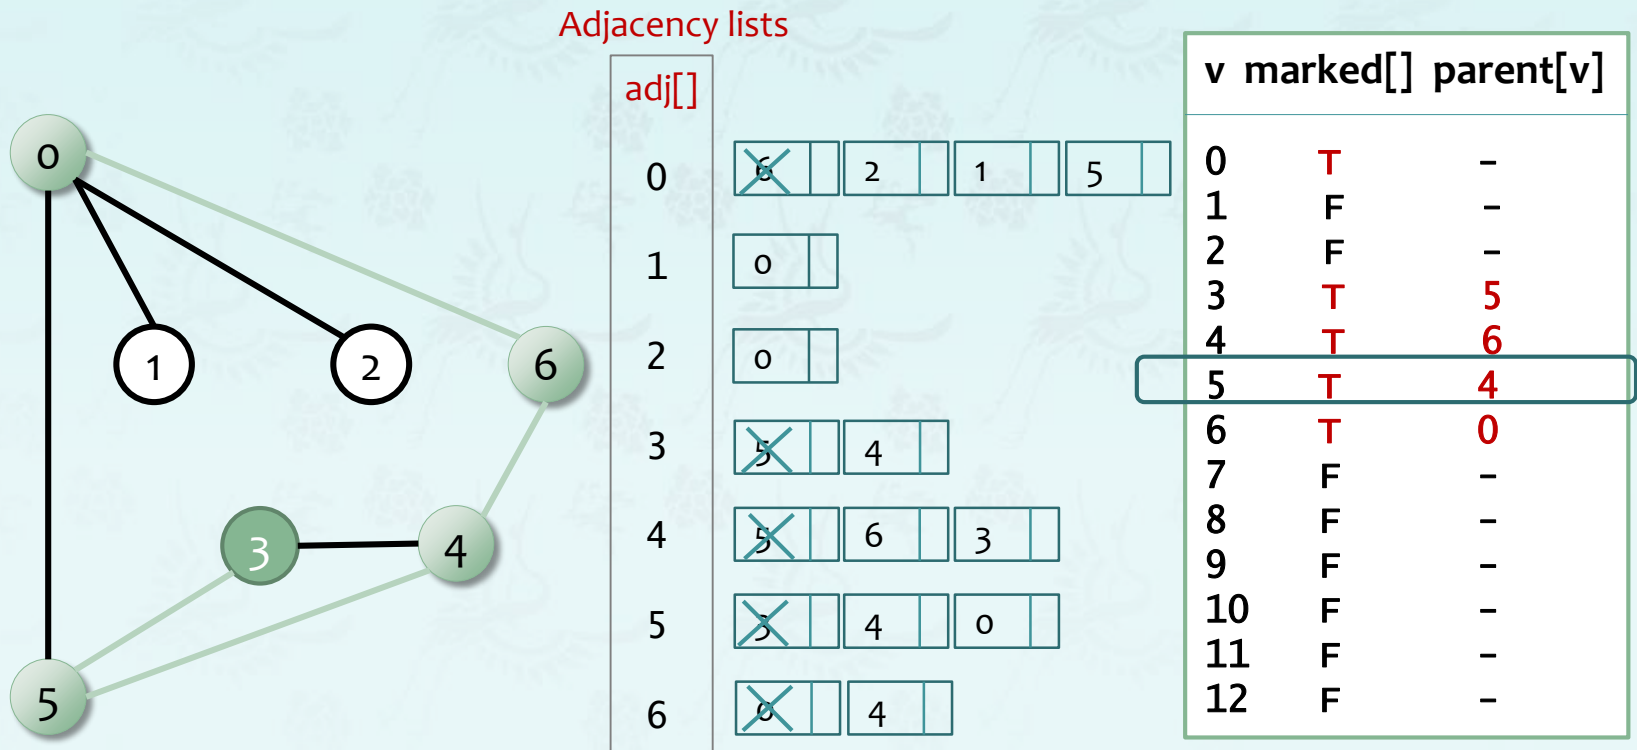 Adjacency lists
adj[]
0 6 2 1 5
1 0
2 0
3 5 4
4 5 6 3
5 3 4 0
6 0 4
0
1
2
6
3
4
5
v marked[] parent[v]
0 T –
1 F –
2 F –
3 T 5
4 T 6
5 T 4
6 T 0
7 F –
8 F –
9 F –
10 F –
11 F –
12 F –